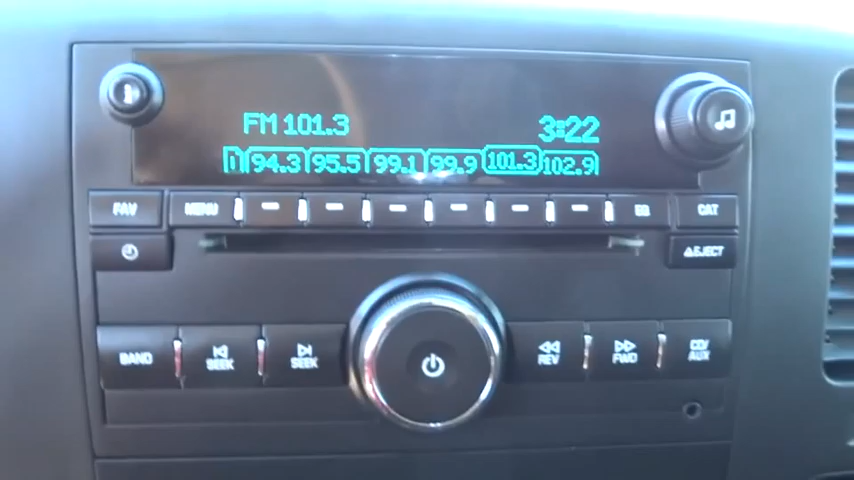 FM 101.3 3:22
1 94.3 95.5 99.1 99.9 101.3 102.9
FAV MENU EQ CAT
EJECT
BAND SEEK SEEK REV FWD CD/
AUX